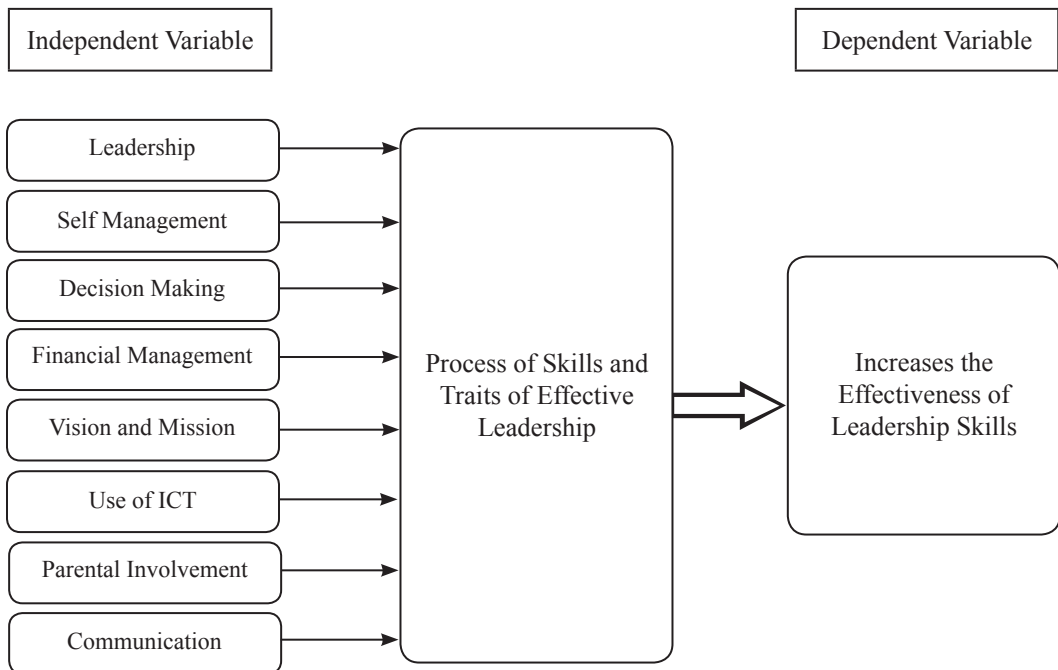 Independent Variable
Dependent Variable
Leadership
Self Management
Decision Making
Financial Management
Vision and Mission
Use of ICT
Parental Involvement
Communication
Process of Skills and
Traits of Effective
Leadership
Increases the
Effectiveness of
Leadership Skills